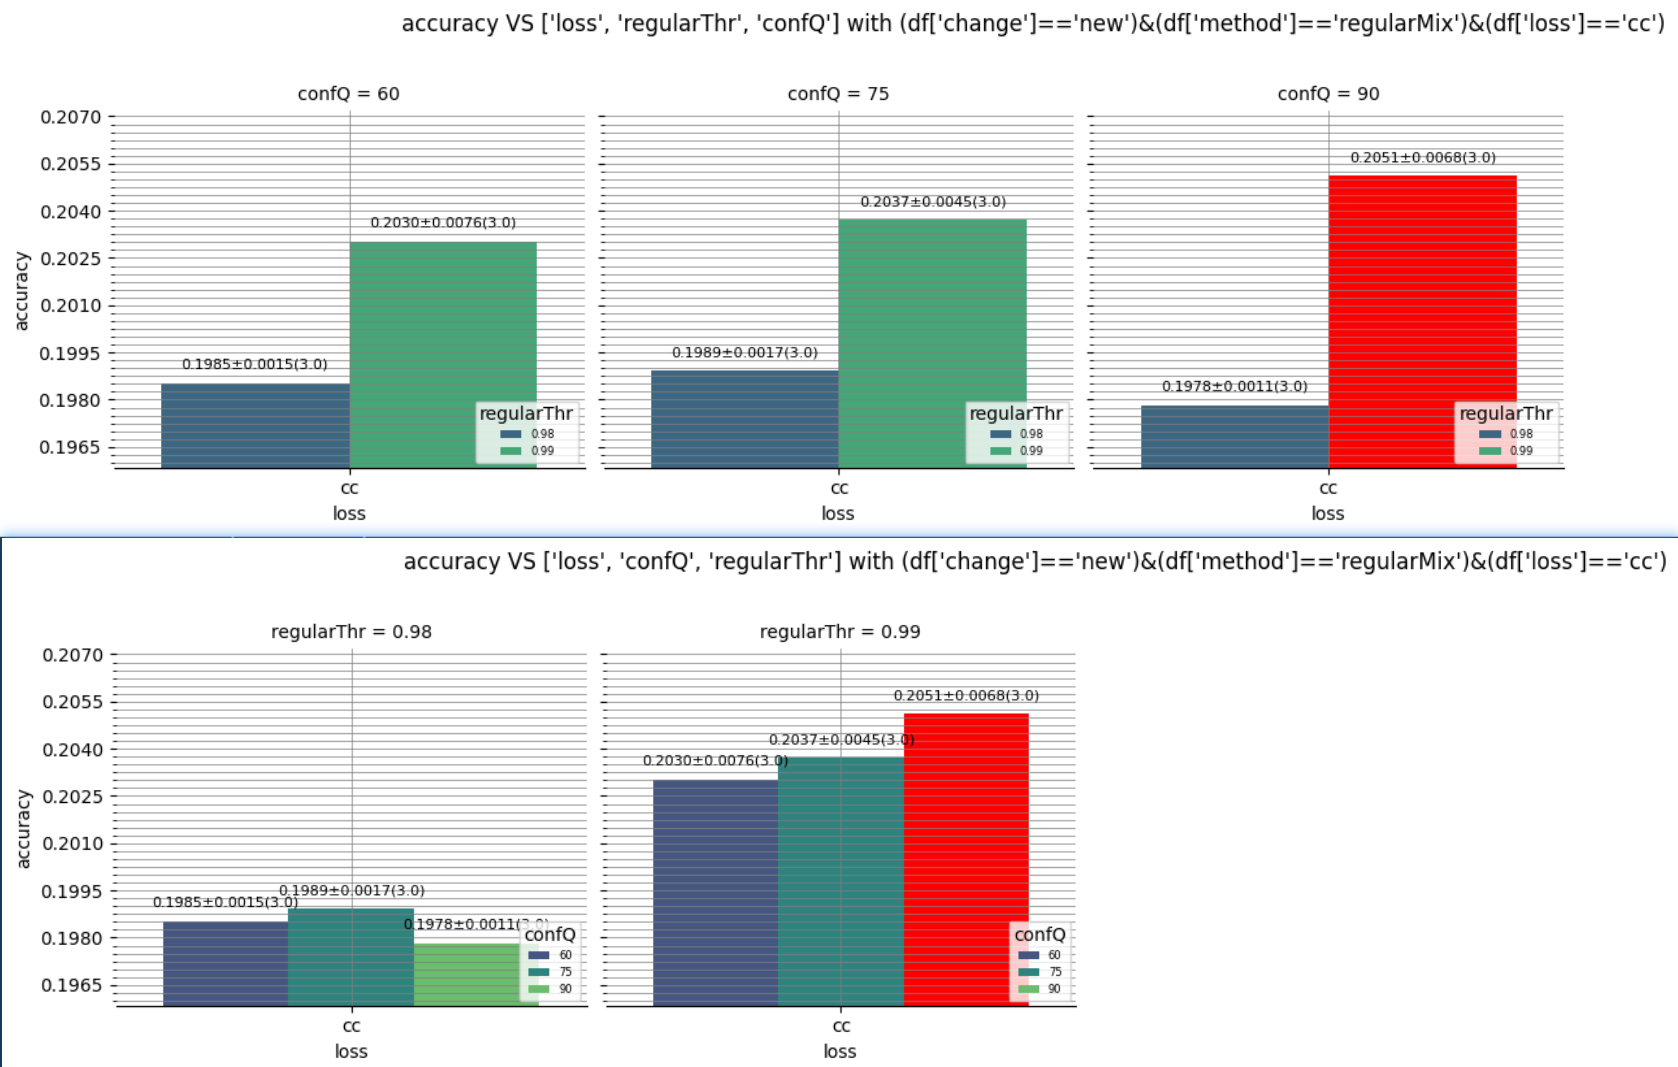 accuracy VS ['loss', 'regularThr', 'confQ'] with (df['change']=='new')&(df['method']=='regularMix')&(df['loss']=='cc')
confQ = 60
confQ = 75
confQ = 90
accuracy
0.2070
0.2055
0.2040
0.2025
0.2010
0.1995
0.1980
0.1965
0.1985±0.0015(3.0)
0.2030±0.0076(3.0)
regularThr
0.98
0.99
cc
loss
0.1989±0.0017(3.0)
0.2037±0.0045(3.0)
regularThr
0.98
0.99
cc
loss
0.1978±0.0011(3.0)
0.2051±0.0068(3.0)
regularThr
0.98
0.99
cc
loss
accuracy VS ['loss', 'confQ', 'regularThr'] with (df['change']=='new')&(df['method']=='regularMix')&(df['loss']=='cc')
regularThr = 0.98
regularThr = 0.99
accuracy
0.2070
0.2055
0.2040
0.2025
0.2010
0.1995
0.1980
0.1965
0.1985±0.0015(3.0)
0.1989±0.0017(3.0)
0.1978±0.0011(3.0)
confQ
60
75
90
cc
loss
0.2030±0.0076(3.0)
0.2037±0.0045(3.0)
0.2051±0.0068(3.0)
confQ
60
75
90
cc
loss